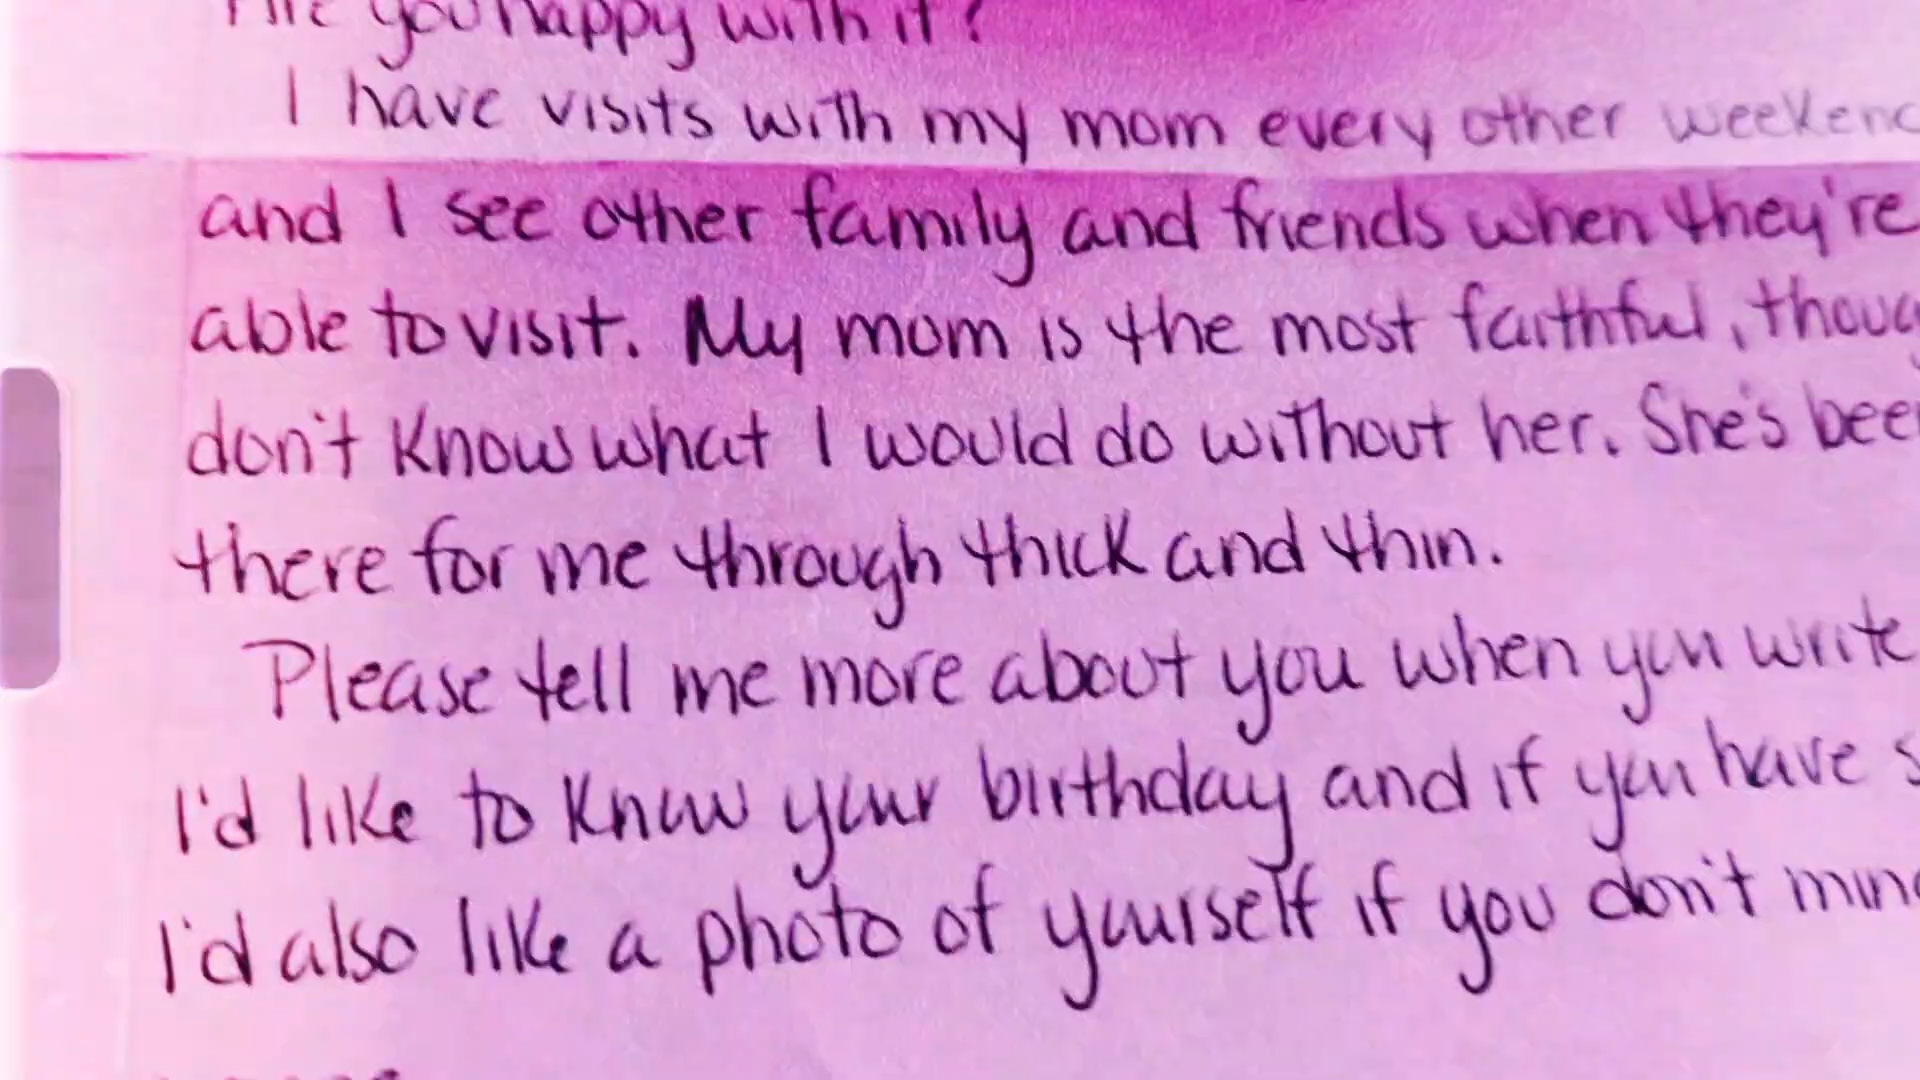 you happy with it?
I have visits with my mom every other
and I see other family and friends when they're
able to visit. My mom is the most faithful,
don't know what I would do without her. She's
there for me through thick and thin.
Please tell me more about you when you write
I'd like to know your birthday and if you have
I'd also like a photo of yourself if you don't